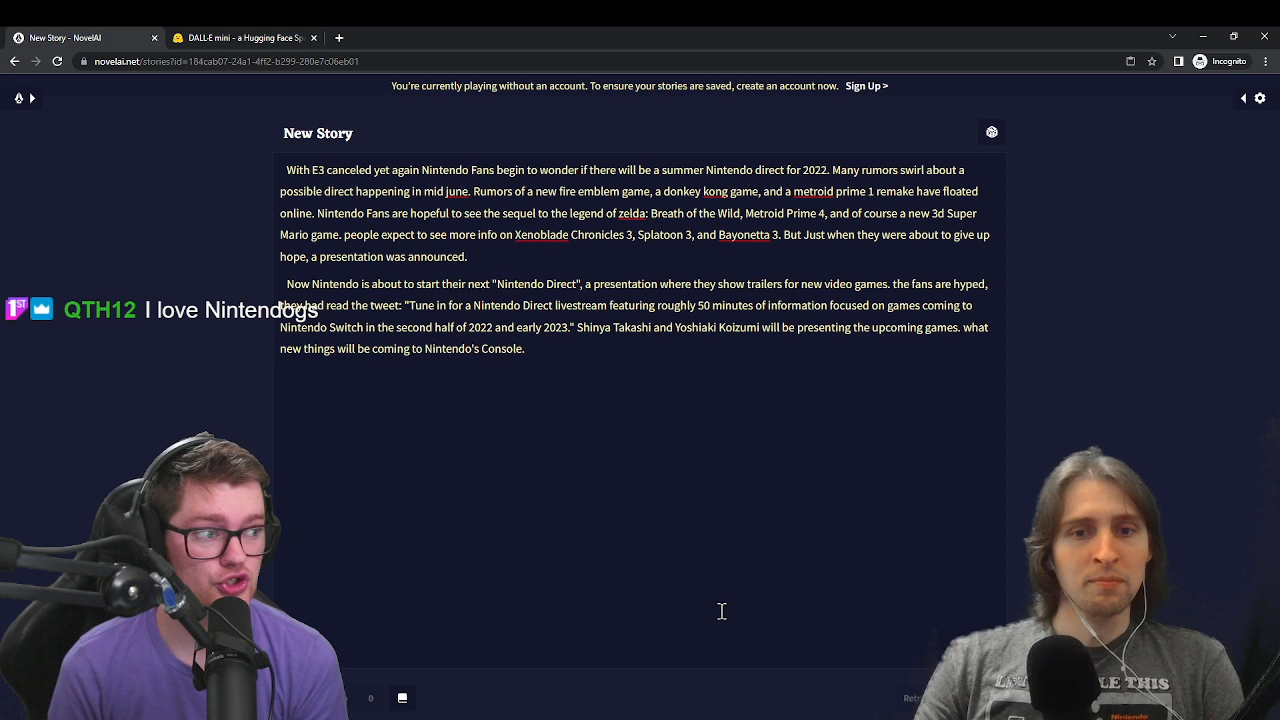 New Story - NovelAI
DALL·E mini - a Hugging Face Sp
novelai.net/stories?id=184cab07-24a1-4ff2-b299-280e7c06eb01
Incognito
You're currently playing without an account. To ensure your stories are saved, create an account now. Sign Up >
New Story
With E3 canceled yet again Nintendo Fans begin to wonder if there will be a summer Nintendo direct for 2022. Many rumors swirl about a
possible direct happening in mid june. Rumors of a new fire emblem game, a donkey kong game, and a metroid prime 1 remake have floated
online. Nintendo Fans are hopeful to see the sequel to the legend of zelda: Breath of the Wild, Metroid Prime 4, and of course a new 3d Super
Mario game. people expect to see more info on Xenoblade Chronicles 3, Splatoon 3, and Bayonetta 3. But Just when they were about to give up
hope, a presentation was announced.
Now Nintendo is about to start their next "Nintendo Direct", a presentation where they show trailers for new video games. the fans are hyped,
they had read the tweet: "Tune in for a Nintendo Direct livestream featuring roughly 50 minutes of information focused on games coming to
Nintendo Switch in the second half of 2022 and early 2023." Shinya Takashi and Yoshiaki Koizumi will be presenting the upcoming games. what
new things will be coming to Nintendo's Console.
1ST QTH12 I love Nintendogs
0
Retr
THIS
Nintendo